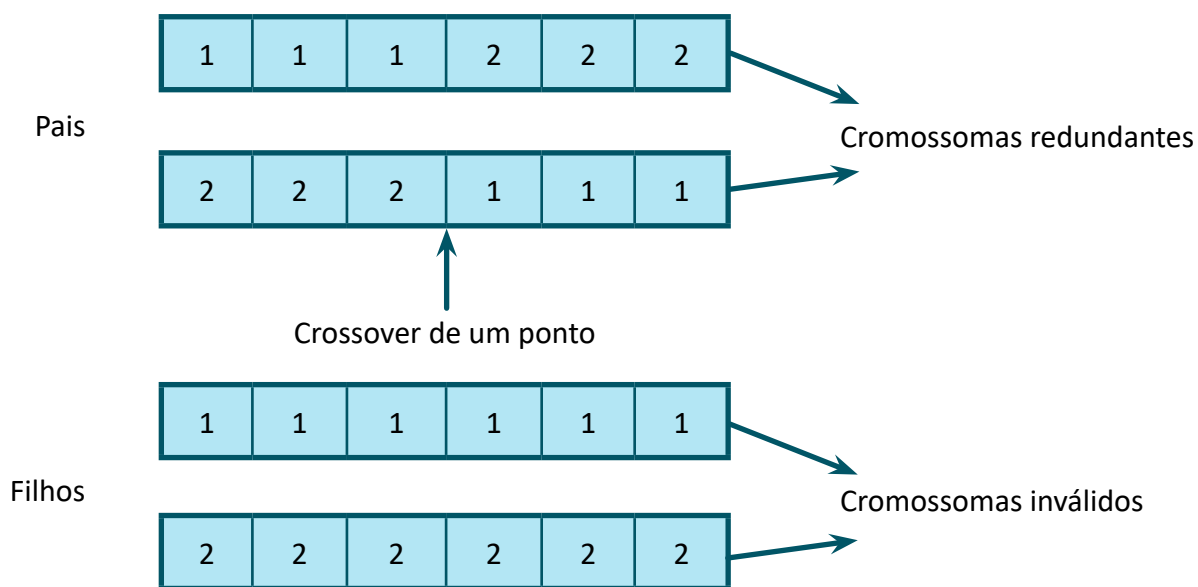 1 1 1 2 2 2
Pais
Cromossomas redundantes
2 2 2 1 1 1
Crossover de um ponto
1 1 1 1 1 1
Filhos
Cromossomas inválidos
2 2 2 2 2 2